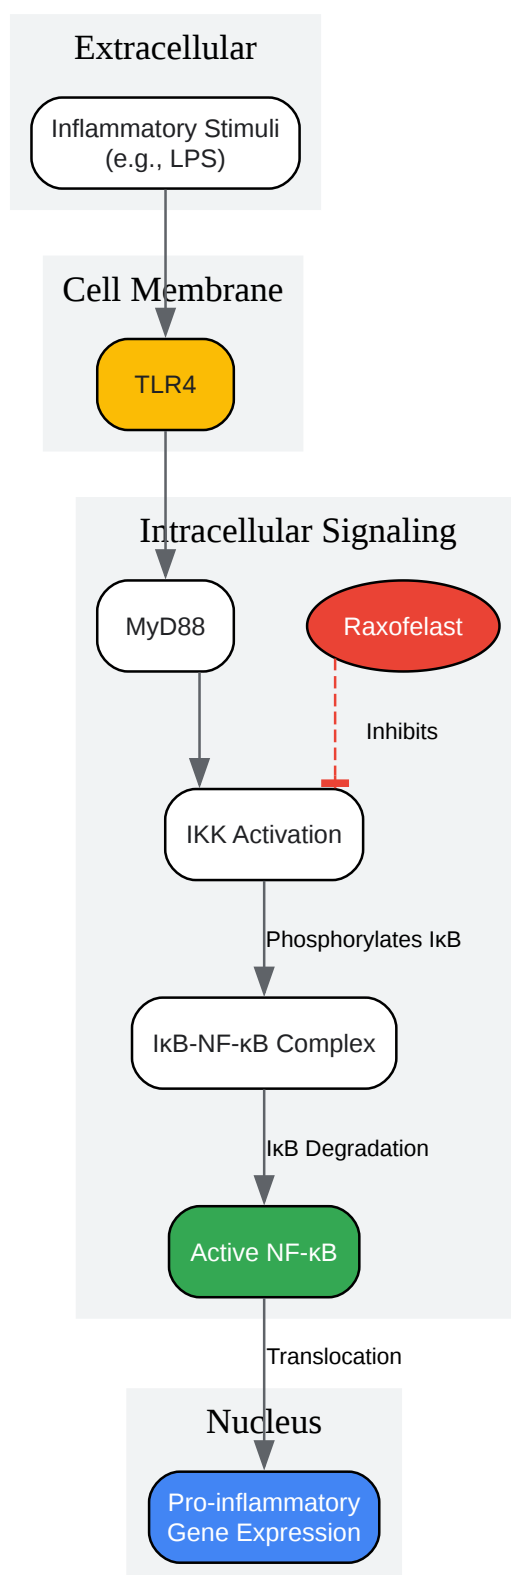 Extracellular
Inflammatory Stimuli
(e.g., LPS)
Cell Membrane
TLR4
Intracellular Signaling
MyD88
Raxofelast
Inhibits
IKK Activation
Phosphorylates IκB
IκB-NF-κB Complex
IκB Degradation
Active NF-κB
Translocation
Nucleus
Pro-inflammatory
Gene Expression